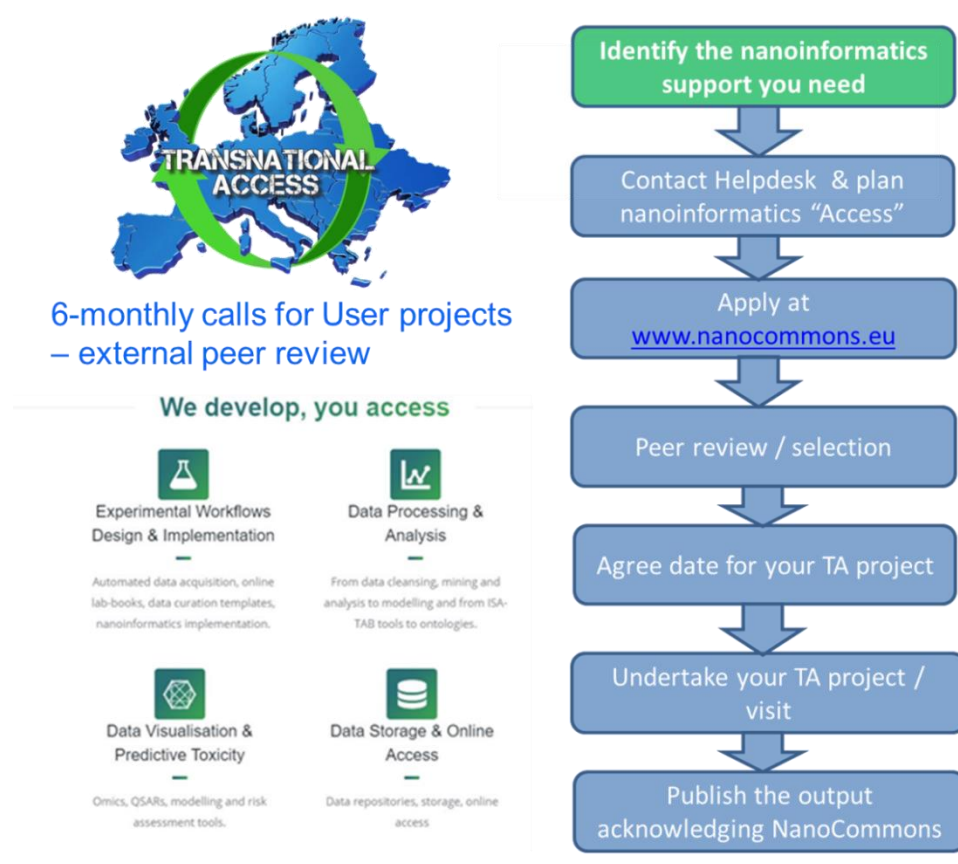 TRANSNATIONAL
ACCESS
6-monthly calls for User projects
– external peer review
We develop, you access
Experimental Workflows
Design & Implementation
Automated data acquisition, online
lab-books, data curation templates,
nanoinformatics implementation.
Data Processing &
Analysis
From data cleansing, mining and
analysis to modelling and from ISA-
TAB tools to ontologies.
Data Visualisation &
Predictive Toxicity
Omics, QSARs, modelling and risk
assessment tools.
Data Storage & Online
Access
Data repositories, storage, online
access
Identify the nanoinformatics
support you need
Contact Helpdesk & plan
nanoinformatics “Access”
Apply at
www.nanocommons.eu
Peer review / selection
Agree date for your TA project
Undertake your TA project /
visit
Publish the output
acknowledging NanoCommons